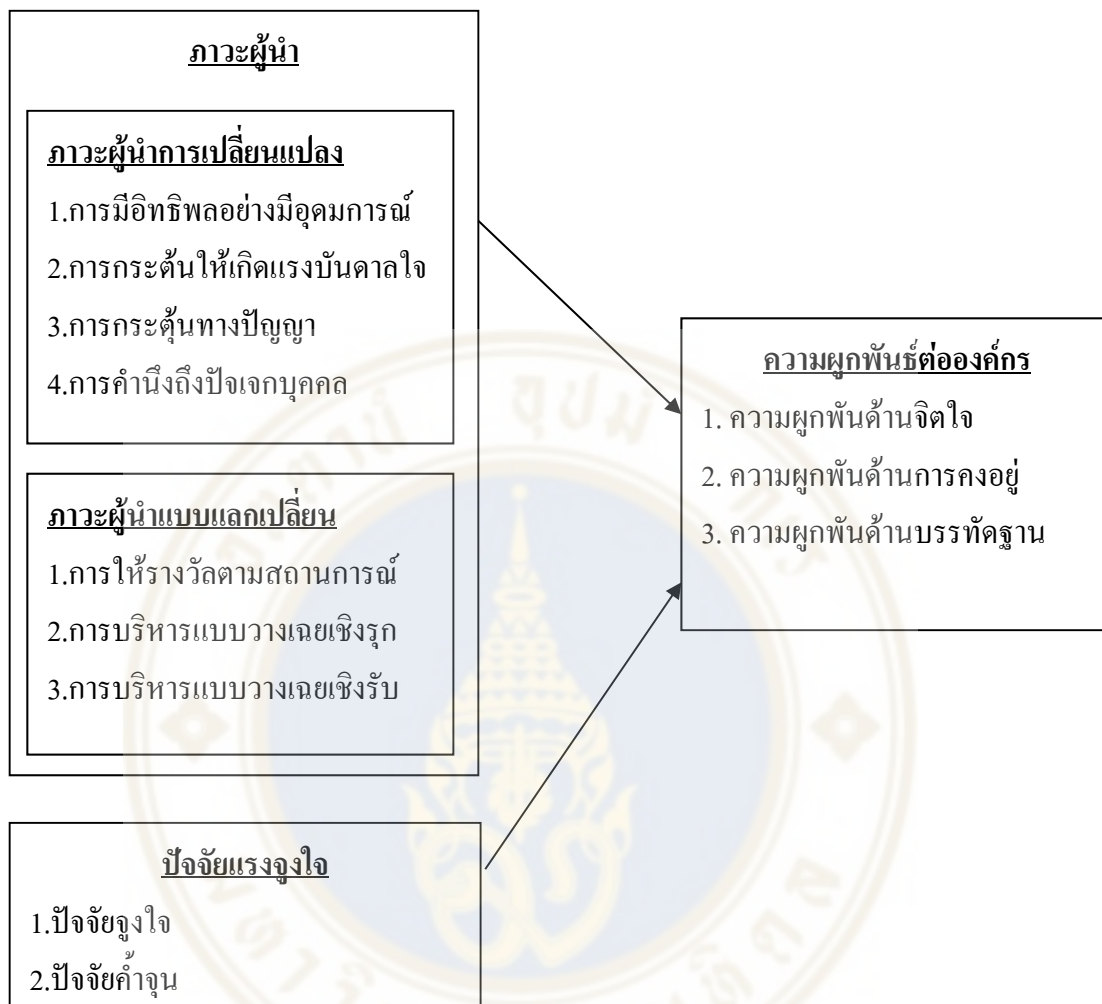 ภาวะผู้นำ
ภาวะผู้นำการเปลี่ยนแปลง
1.การมีอิทธิพลอย่างมีอุดมการณ์
2.การกระต้นให้เกิดแรงบันดาลใจ
3.การกระตุ้นทางปัญญา
4.การคำนึงถึงปัจเจกบุคคล
ภาวะผู้นำแบบแลกเปลี่ยน
1.การให้รางวัลตามสถานการณ์
2.การบริหารแบบวางเฉยเชิงรุก
3.การบริหารแบบวางเฉยเชิงรับ
ความผูกพันธ์ต่อองค์กร
1. ความผูกพันด้านจิตใจ
2. ความผูกพันด้านการคงอยู่
3. ความผูกพันด้านบรรทัดฐาน
ปัจจัยแรงจูงใจ
1.ปัจจัยจูงใจ
2.ปัจจัยค้ำจุน